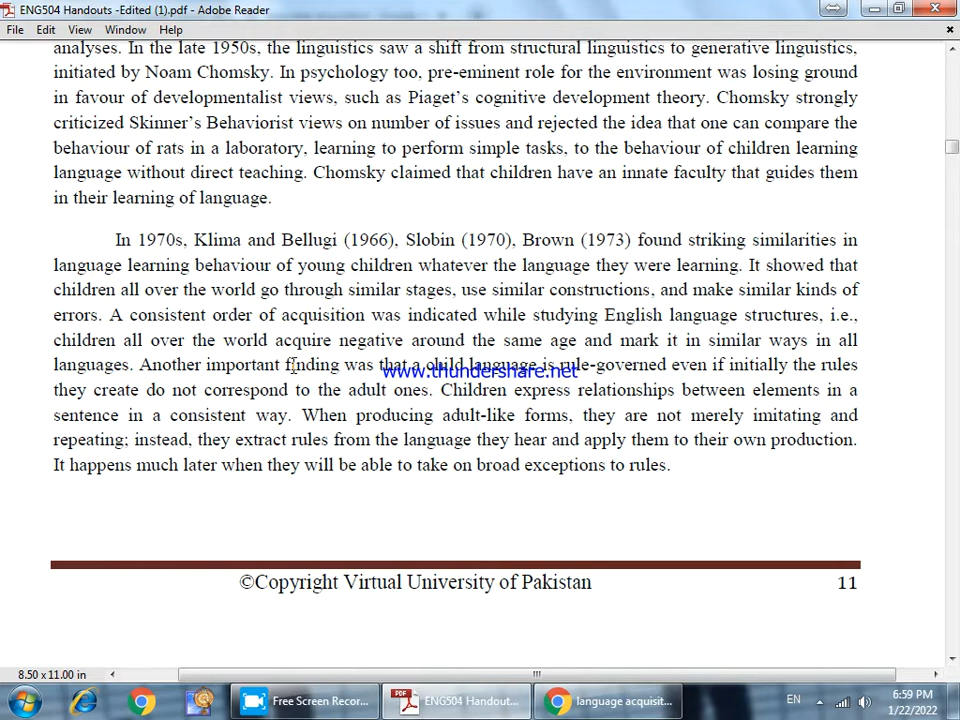 ENG504 Handouts -Edited (1).pdf - Adobe Reader
File Edit View Window Help
analyses. In the late 1950s, the linguistics saw a shift from structural linguistics to generative linguistics,
initiated by Noam Chomsky. In psychology too, pre-eminent role for the environment was losing ground
in favour of developmentalist views, such as Piaget's cognitive development theory. Chomsky strongly
criticized Skinner's Behaviorist views on number of issues and rejected the idea that one can compare the
behaviour of rats in a laboratory, learning to perform simple tasks, to the behaviour of children learning
language without direct teaching. Chomsky claimed that children have an innate faculty that guides them
in their learning of language.
In 1970s, Klima and Bellugi (1966), Slobin (1970), Brown (1973) found striking similarities in
language learning behaviour of young children whatever the language they were learning. It showed that
children all over the world go through similar stages, use similar constructions, and make similar kinds of
errors. A consistent order of acquisition was indicated while studying English language structures, i.e.,
children all over the world acquire negative around the same age and mark it in similar ways in all
languages. Another important finding was that a child language is rule-governed even if initially the rules
www.thundershare.net
they create do not correspond to the adult ones. Children express relationships between elements in a
sentence in a consistent way. When producing adult-like forms, they are not merely imitating and
repeating; instead, they extract rules from the language they hear and apply them to their own production.
It happens much later when they will be able to take on broad exceptions to rules.
©Copyright Virtual University of Pakistan 11
8.50 x 11.00 in
Free Screen Recor... ENG504 Handout... language acquisit... EN 6:59 PM
1/22/2022